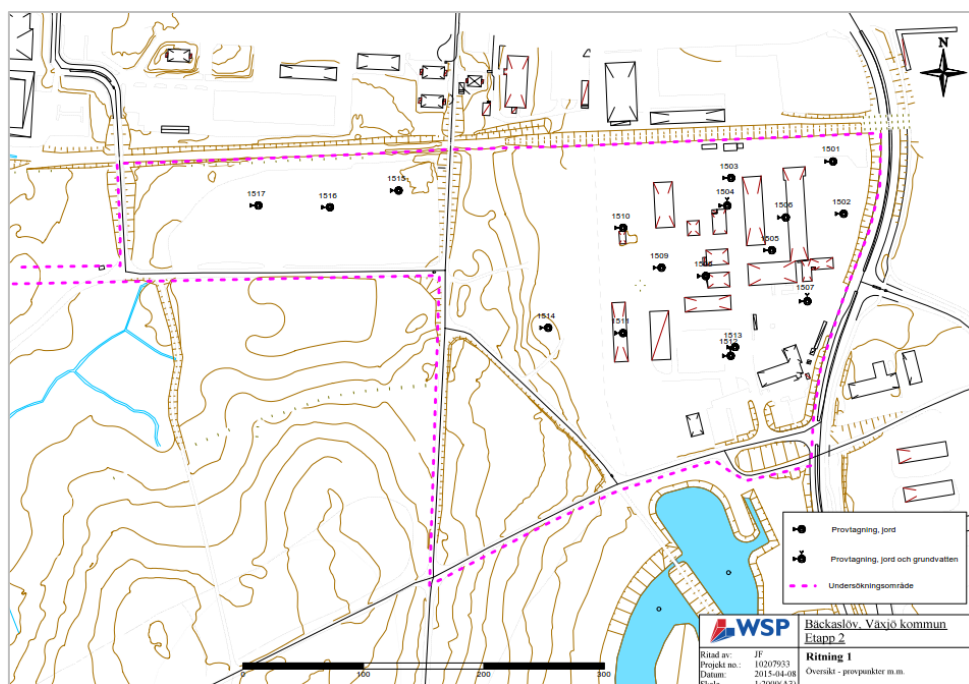 N
1501
1503
1515
1517
1516
1504
1502
1506
1510
1505
1509
1507
1514
1511
1513
1512
Provtagning, jord
Provtagning, jord och grundvatten
Undersökningsområde
WSP
Bäckaslöv, Växjö kommun
Etapp 2
Ritad av: JF
Projekt no.: 10207933
Datum: 2015-04-08
Ritning 1
Översikt - provpunkter m.m.
0 100 200 300